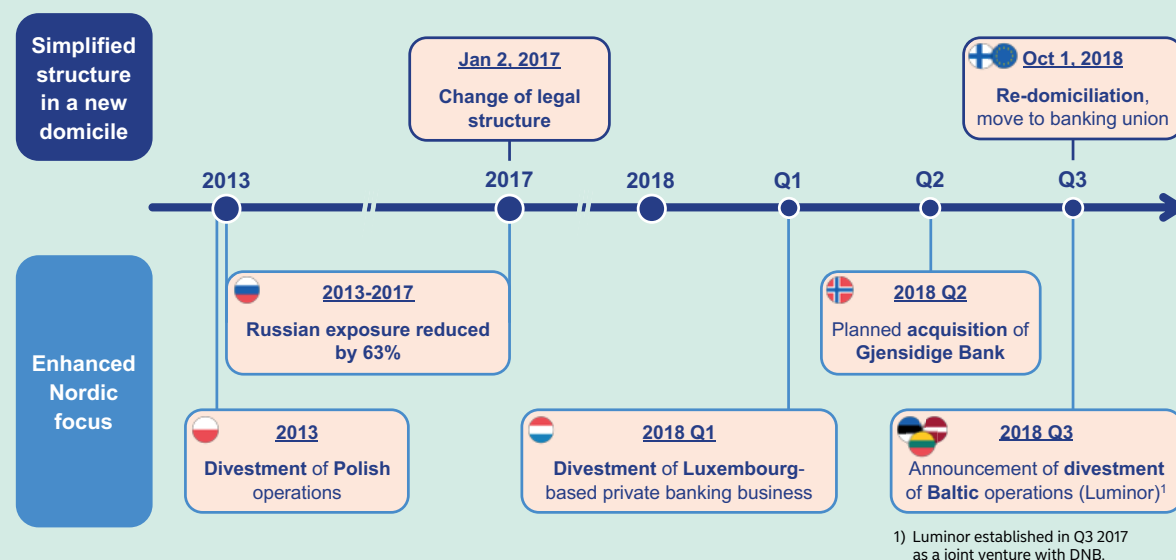 Simplified
structure
in a new
domicile
Jan 2, 2017
Change of legal
structure
Oct 1, 2018
Re-domiciliation,
move to banking union
2013
2017
2018
Q1
Q2
Q3
Enhanced
Nordic
focus
2013-2017
Russian exposure reduced
by 63%
2018 Q2
Planned acquisition of
Gjensidige Bank
2013
Divestment of Polish
operations
2018 Q1
Divestment of Luxembourg-
based private banking business
2018 Q3
Announcement of divestment
of Baltic operations (Luminor)¹
1) Luminor established in Q3 2017
as a joint venture with DNB.